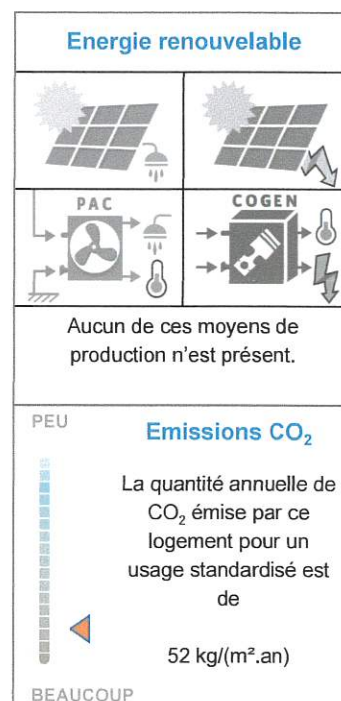 Energie renouvelable
PAC
COGEN
Aucun de ces moyens de
production n'est présent.
PEU
Emissions CO₂
La quantité annuelle de
CO₂ émise par ce
logement pour un
usage standardisé est
de
52 kg/(m².an)
BEAUCOUP